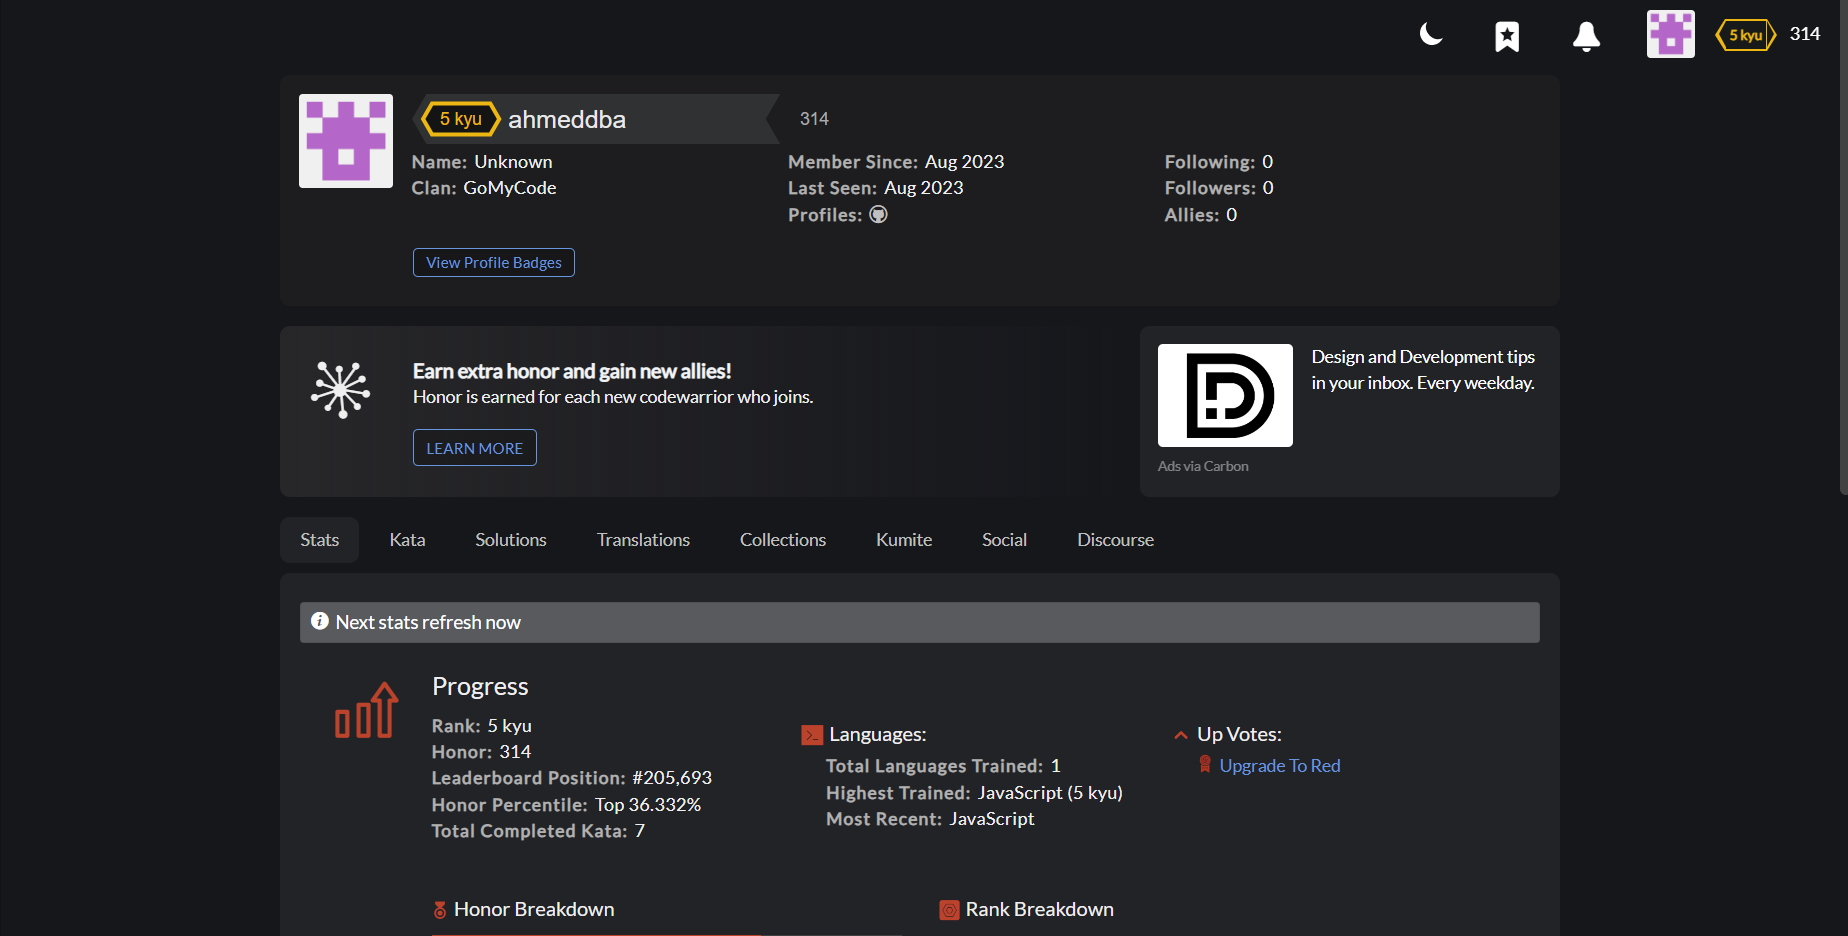 5 kyu 314
5 kyu ahmeddba 314
Name: Unknown
Clan: GoMyCode
Member Since: Aug 2023
Last Seen: Aug 2023
Profiles:
Following: 0
Followers: 0
Allies: 0
View Profile Badges
Earn extra honor and gain new allies!
Honor is earned for each new codewarrior who joins.
LEARN MORE
Design and Development tips
in your inbox. Every weekday.
Ads via Carbon
Stats Kata Solutions Translations Collections Kumite Social Discourse
Next stats refresh now
Progress
Rank: 5 kyu
Honor: 314
Leaderboard Position: #205,693
Honor Percentile: Top 36.332%
Total Completed Kata: 7
Languages:
Total Languages Trained: 1
Highest Trained: JavaScript (5 kyu)
Most Recent: JavaScript
Up Votes:
Upgrade To Red
Honor Breakdown
Rank Breakdown